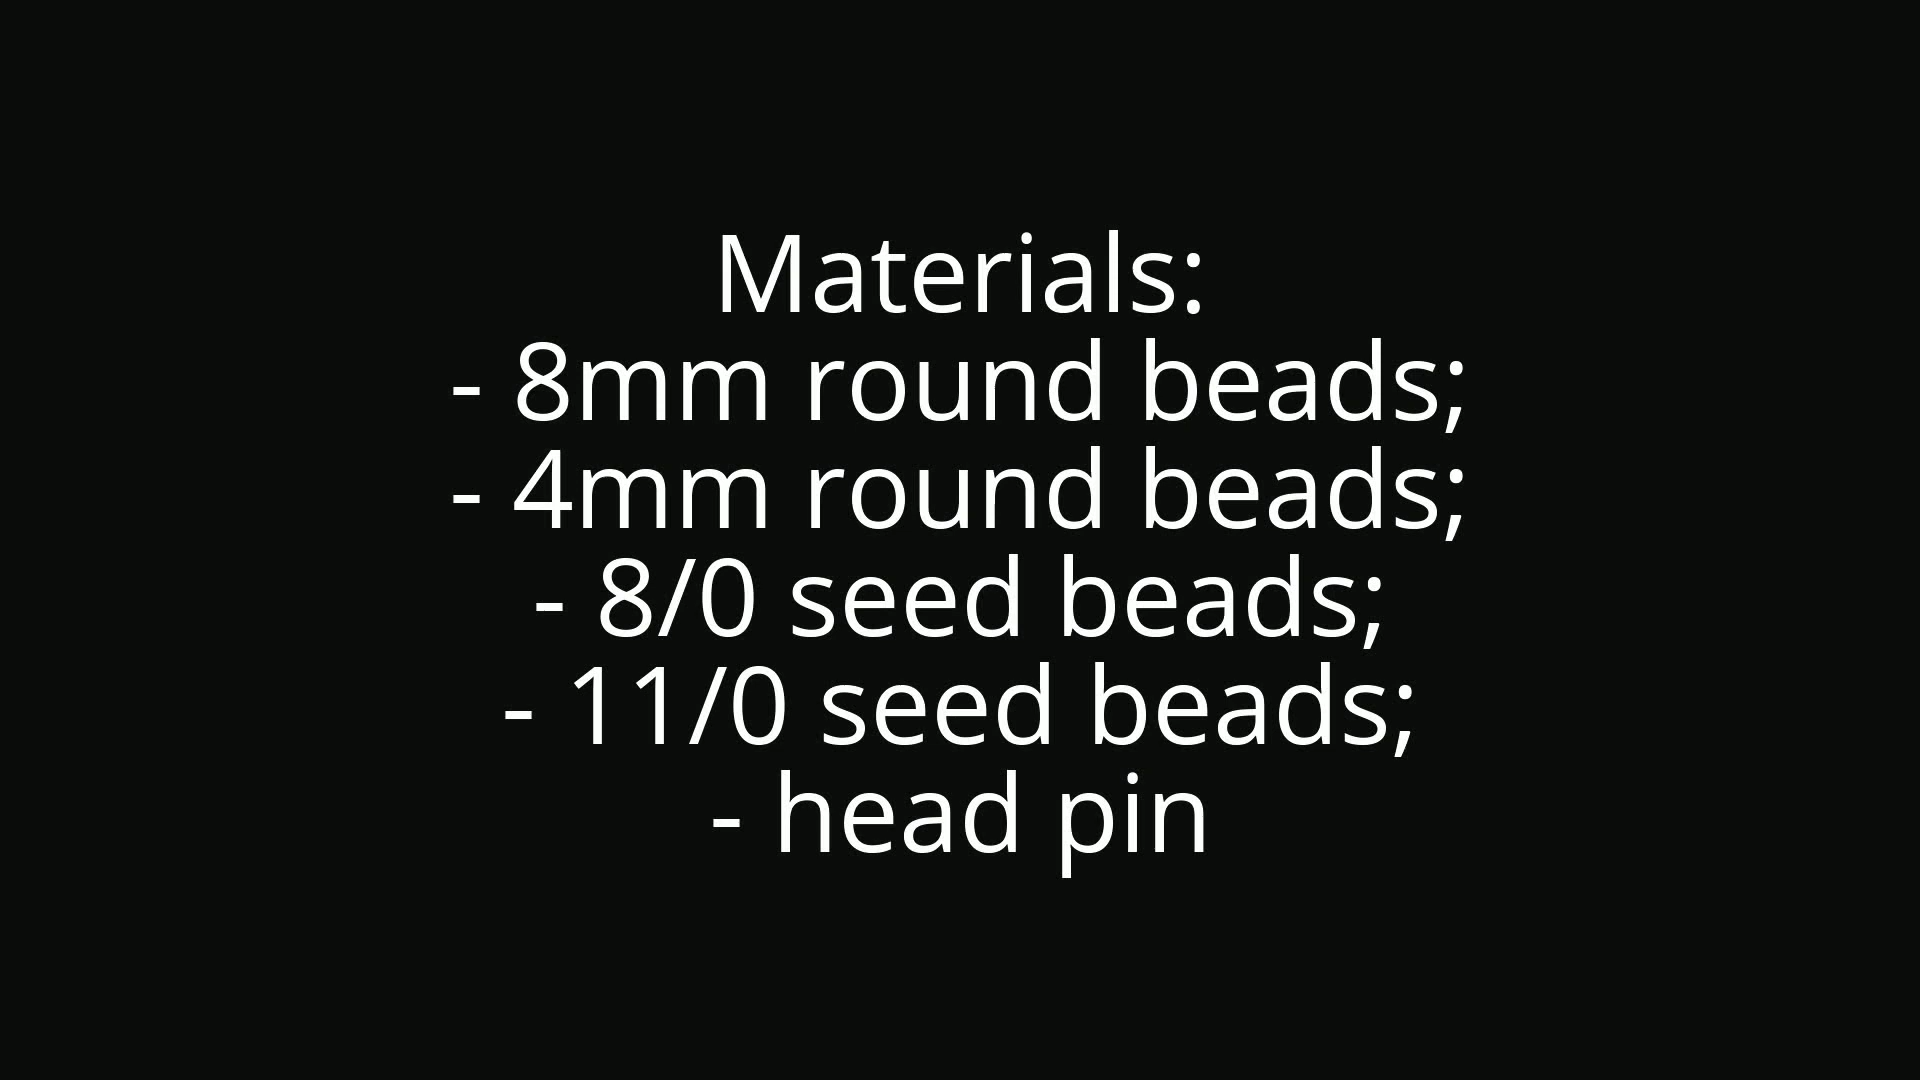 Materials:
- 8mm round beads;
- 4mm round beads;
- 8/0 seed beads;
- 11/0 seed beads;
- head pin